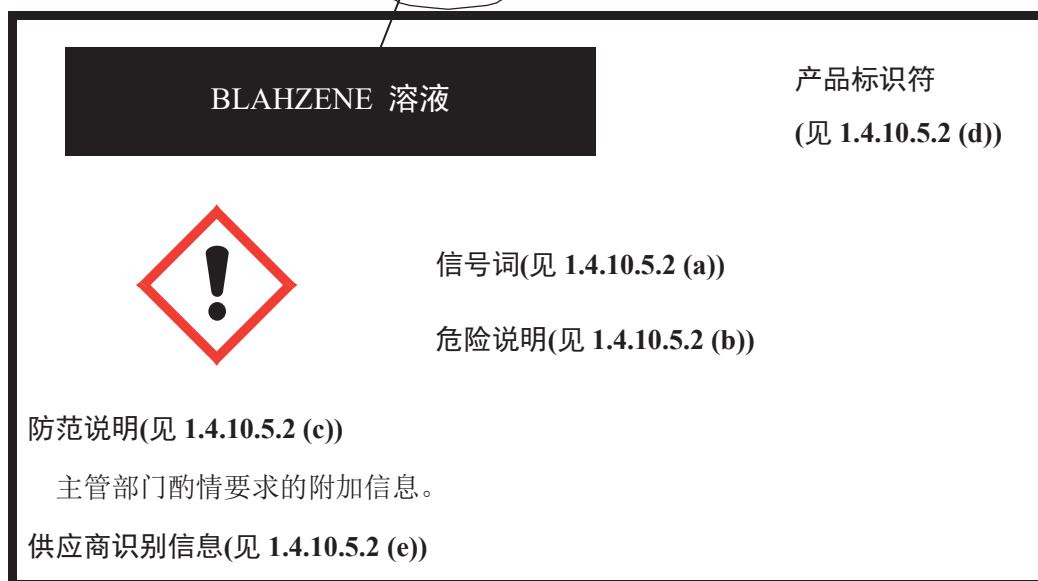 BLAHZENE 溶液
产品标识符
(见 1.4.10.5.2 (d))
信号词(见 1.4.10.5.2 (a))
危险说明(见 1.4.10.5.2 (b))
防范说明(见 1.4.10.5.2 (c))
主管部门酌情要求的附加信息。
供应商识别信息(见 1.4.10.5.2 (e))